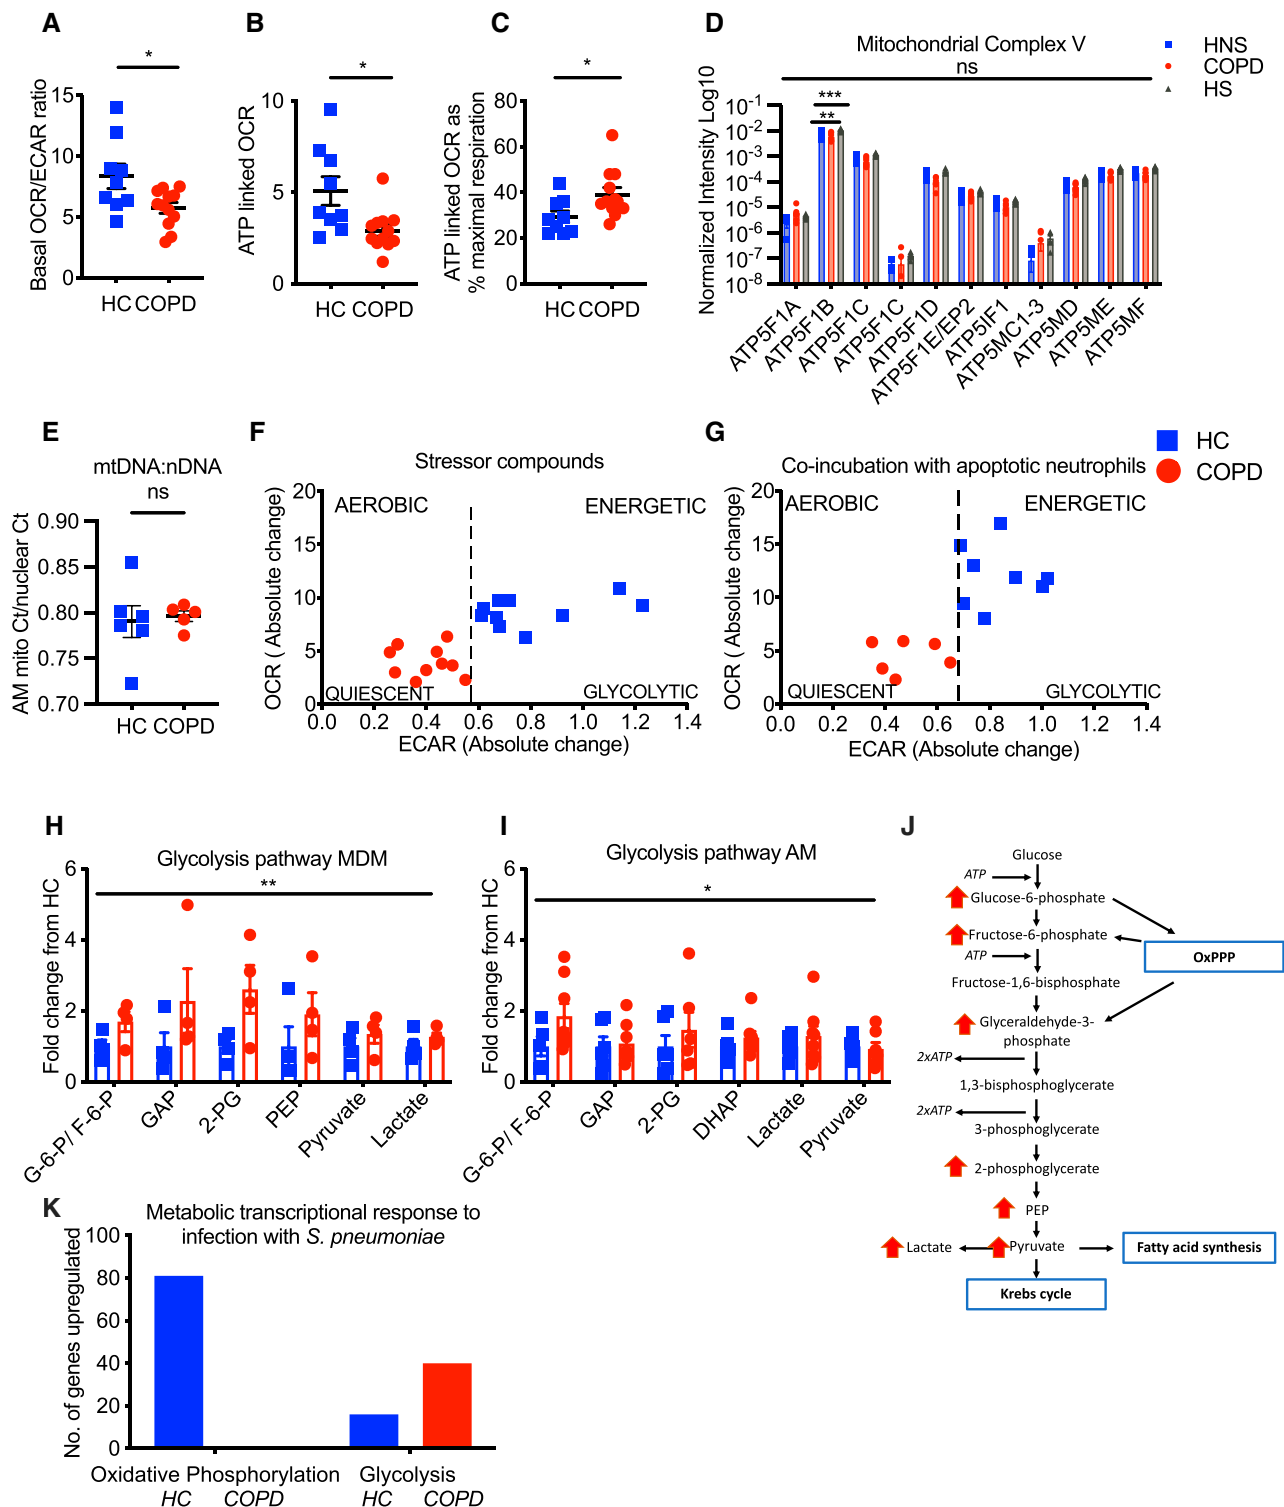 A
*
Basal OCR/ECAR ratio
15
10
5
0
HC COPD
B
*
ATP linked OCR
10
5
0
HC COPD
C
*
ATP linked OCR as
% maximal respiration
80
60
40
20
0
HC COPD
D
Mitochondrial Complex V
ns
HNS
COPD
HS
***
**
Normalized Intensity Log10
10-1
10-2
10-3
10-4
10-5
10-6
10-7
10-8
ATP5F1A
ATP5F1B
ATP5F1C
ATP5F1C
ATP5F1D
ATP5F1E/EP2
ATP5IF1
ATP5MC1-3
ATP5MD
ATP5ME
ATP5MF
E
mtDNA:nDNA
ns
AM mito Ct/nuclear Ct
0.90
0.85
0.80
0.75
0.70
HC COPD
F
Stressor compounds
OCR ( Absolute change)
20
15
10
5
0
AEROBIC
ENERGETIC
QUIESCENT
GLYCOLYTIC
0.0 0.2 0.4 0.6 0.8 1.0 1.2 1.4
ECAR (Absolute change)
G
Co-incubation with apoptotic neutrophils
HC
COPD
OCR ( Absolute change)
20
15
10
5
0
AEROBIC
ENERGETIC
QUIESCENT
GLYCOLYTIC
0.0 0.2 0.4 0.6 0.8 1.0 1.2 1.4
ECAR (Absolute change)
H
Glycolysis pathway MDM
**
Fold change from HC
6
4
2
0
G-6-P/ F-6-P
GAP
2-PG
PEP
Pyruvate
Lactate
I
Glycolysis pathway AM
*
Fold change from HC
6
4
2
0
G-6-P/ F-6-P
GAP
2-PG
DHAP
Lactate
Pyruvate
J
Glucose
ATP
Glucose-6-phosphate
Fructose-6-phosphate
OxPPP
ATP
Fructose-1,6-bisphosphate
Glyceraldehyde-3-
phosphate
2xATP
1,3-bisphosphoglycerate
2xATP
3-phosphoglycerate
2-phosphoglycerate
PEP
Lactate
Pyruvate
Fatty acid synthesis
Krebs cycle
K
Metabolic transcriptional response to
infection with S. pneumoniae
No. of genes upregulated
100
80
60
40
20
0
Oxidative Phosphorylation
Glycolysis
HC COPD
HC COPD